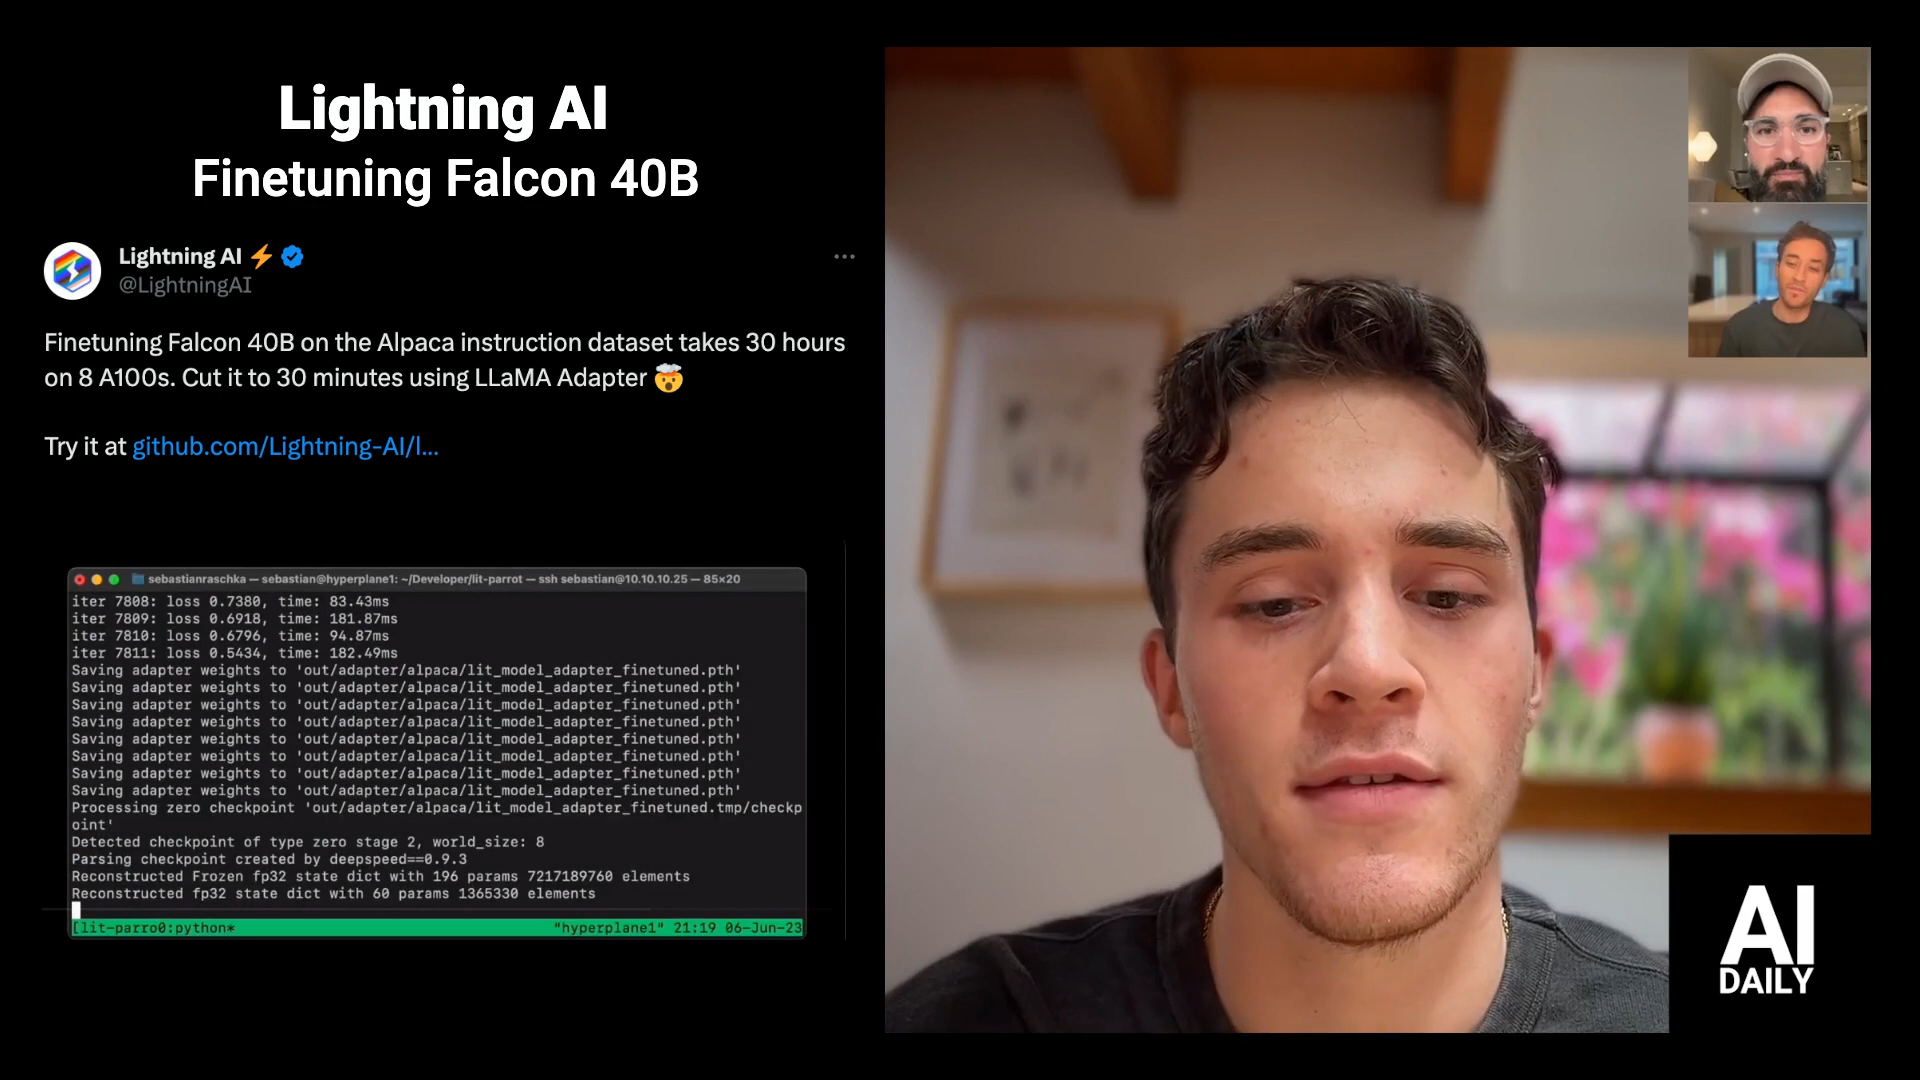 Lightning AI
Finetuning Falcon 40B
Lightning AI
@LightningAI
Finetuning Falcon 40B on the Alpaca instruction dataset takes 30 hours
on 8 A100s. Cut it to 30 minutes using LLaMA Adapter 🤯
Try it at github.com/Lightning-AI/l...
sebastianraschka — sebastian@hyperplane1: ~/Developer/lit-parrot — ssh sebastian@10.10.10.25 — 85×20
iter 7808: loss 0.7380, time: 83.43ms
iter 7809: loss 0.6918, time: 181.87ms
iter 7810: loss 0.6796, time: 94.87ms
iter 7811: loss 0.5434, time: 182.49ms
Saving adapter weights to 'out/adapter/alpaca/lit_model_adapter_finetuned.pth'
Saving adapter weights to 'out/adapter/alpaca/lit_model_adapter_finetuned.pth'
Saving adapter weights to 'out/adapter/alpaca/lit_model_adapter_finetuned.pth'
Saving adapter weights to 'out/adapter/alpaca/lit_model_adapter_finetuned.pth'
Saving adapter weights to 'out/adapter/alpaca/lit_model_adapter_finetuned.pth'
Saving adapter weights to 'out/adapter/alpaca/lit_model_adapter_finetuned.pth'
Saving adapter weights to 'out/adapter/alpaca/lit_model_adapter_finetuned.pth'
Saving adapter weights to 'out/adapter/alpaca/lit_model_adapter_finetuned.pth'
Processing zero checkpoint 'out/adapter/alpaca/lit_model_adapter_finetuned.tmp/checkp
oint'
Detected checkpoint of type zero stage 2, world_size: 8
Parsing checkpoint created by deepspeed==0.9.3
Reconstructed Frozen fp32 state dict with 196 params 7217189760 elements
Reconstructed fp32 state dict with 60 params 1365330 elements
[lit-parro0:python* "hyperplane1" 21:19 06-Jun-23
AI
DAILY